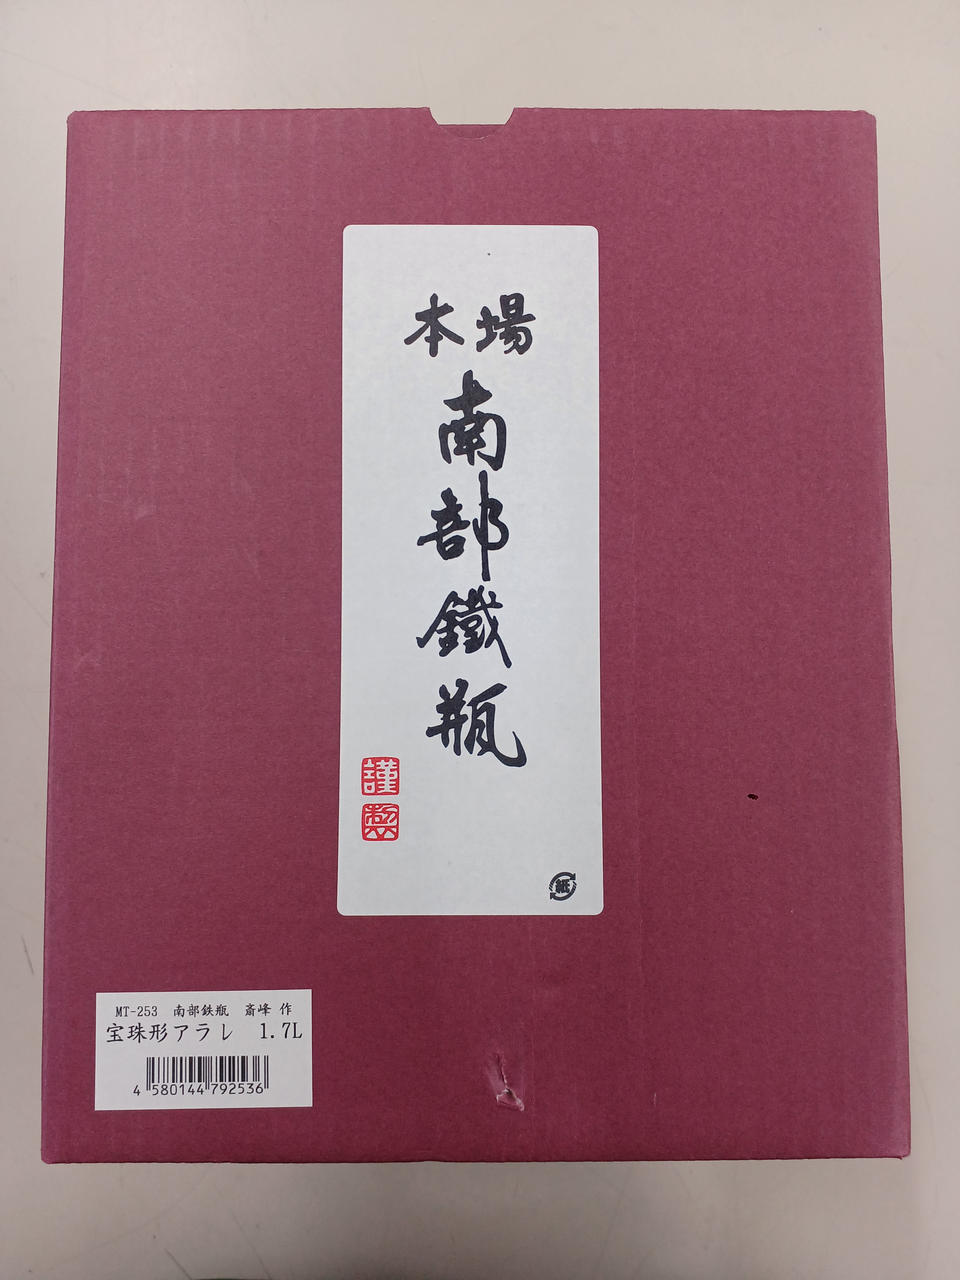 本場
南部鐵瓶
謹製
紙
MT-253 南部鉄瓶 斎峰 作
宝珠形アラレ 1.7L
4 580144 792536